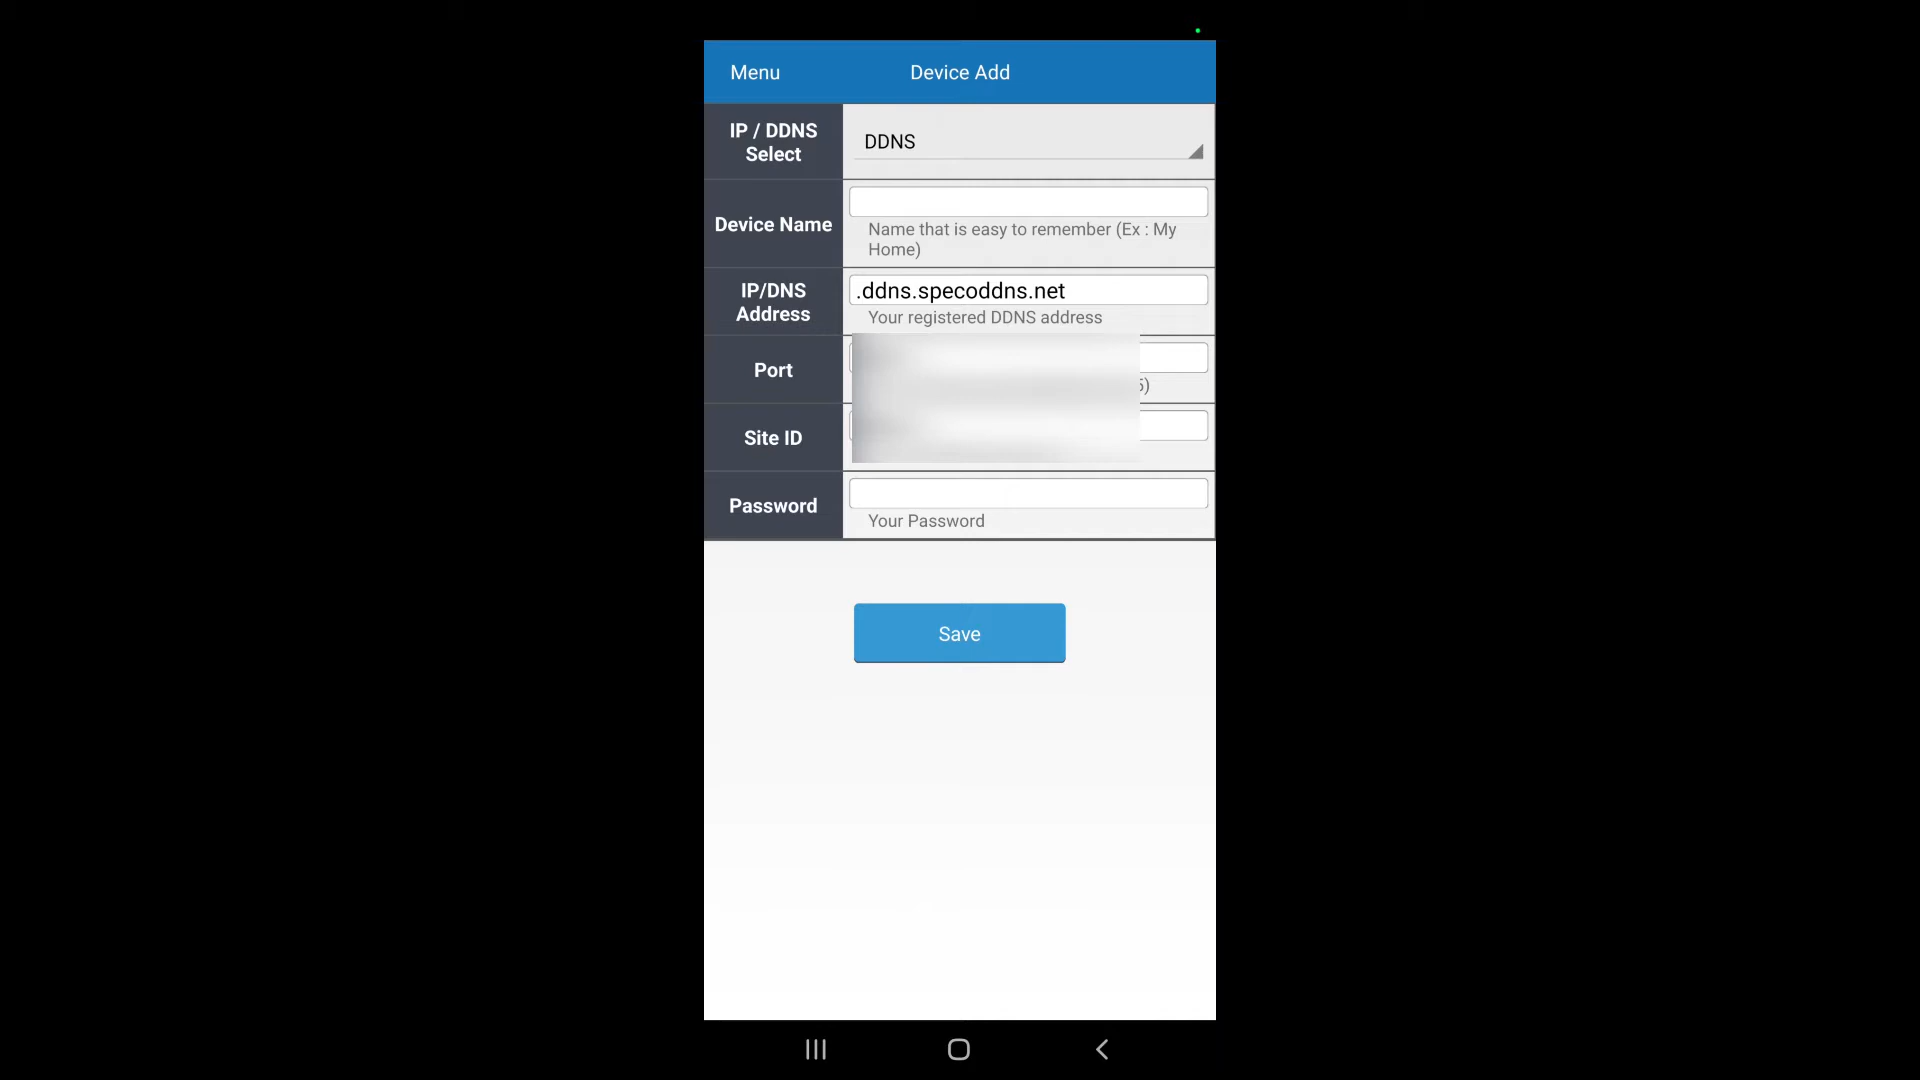 Menu
Device Add
IP / DDNS
Select
DDNS
Device Name
Name that is easy to remember (Ex : My
Home)
IP/DNS
Address
.ddns.specoddns.net
Your registered DDNS address
Port
5)
Site ID
Password
Your Password
Save